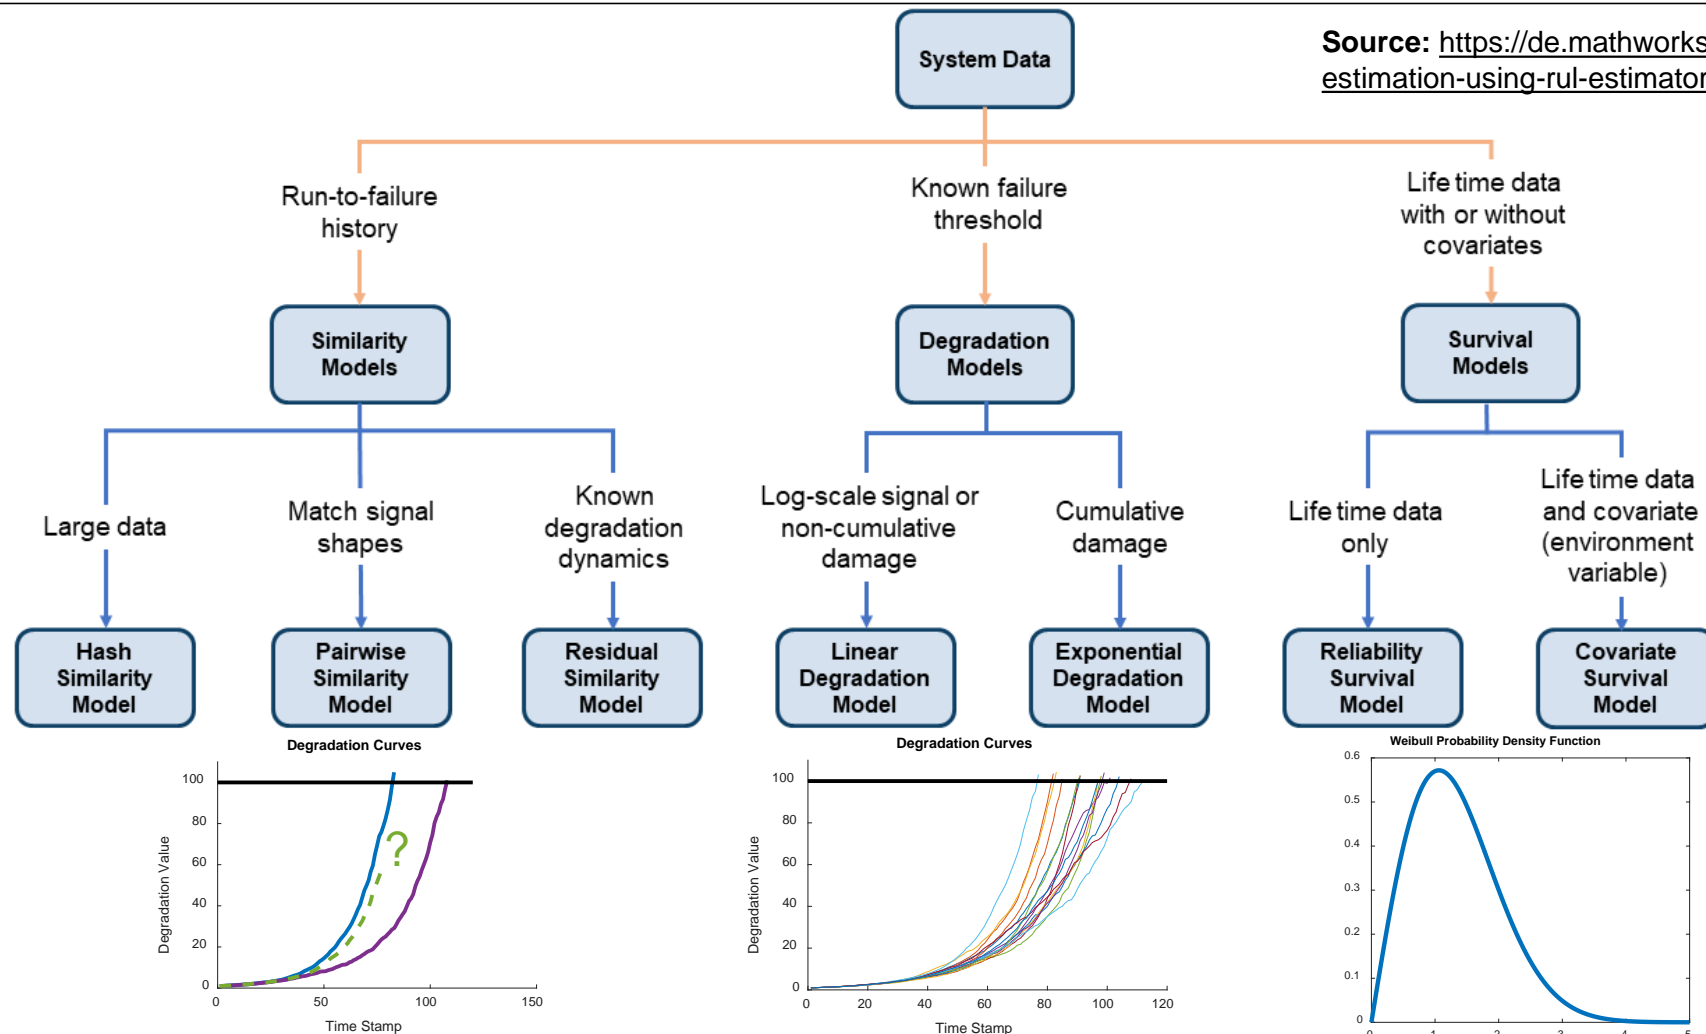 System Data
Source: https://de.mathworks
estimation-using-rul-estimator
Run-to-failure
history
Known failure
threshold
Life time data
with or without
covariates
Similarity
Models
Degradation
Models
Survival
Models
Large data
Match signal
shapes
Known
degradation
dynamics
Log-scale signal or
non-cumulative
damage
Cumulative
damage
Life time data
only
Life time data
and covariate
(environment
variable)
Hash
Similarity
Model
Pairwise
Similarity
Model
Residual
Similarity
Model
Linear
Degradation
Model
Exponential
Degradation
Model
Reliability
Survival
Model
Covariate
Survival
Model
Degradation Curves
100
80
60
40
20
0
0 50 100 150
Degradation Value
Time Stamp
?
Degradation Curves
100
80
60
40
20
0
0 20 40 60 80 100 120
Degradation Value
Time Stamp
Weibull Probability Density Function
0.6
0.5
0.4
0.3
0.2
0.1
0
0 1 2 3 4 5